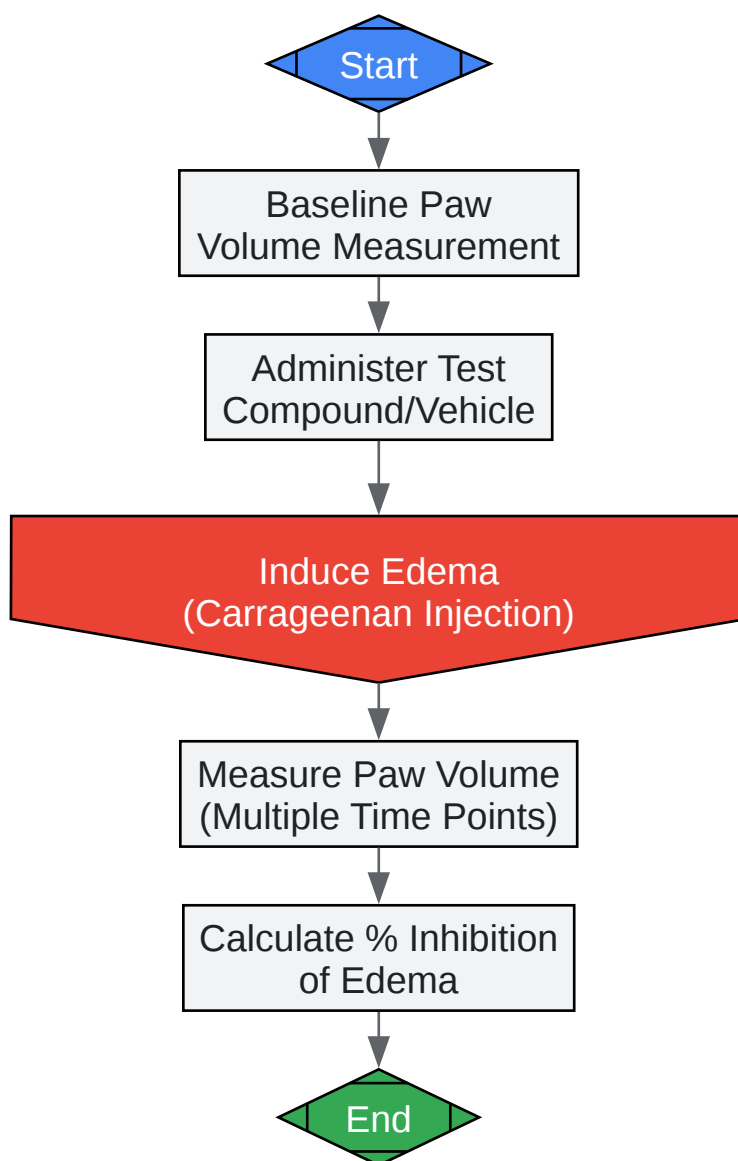 Start
Baseline Paw
Volume Measurement
Administer Test
Compound/Vehicle
Induce Edema
(Carrageenan Injection)
Measure Paw Volume
(Multiple Time Points)
Calculate % Inhibition
of Edema
End